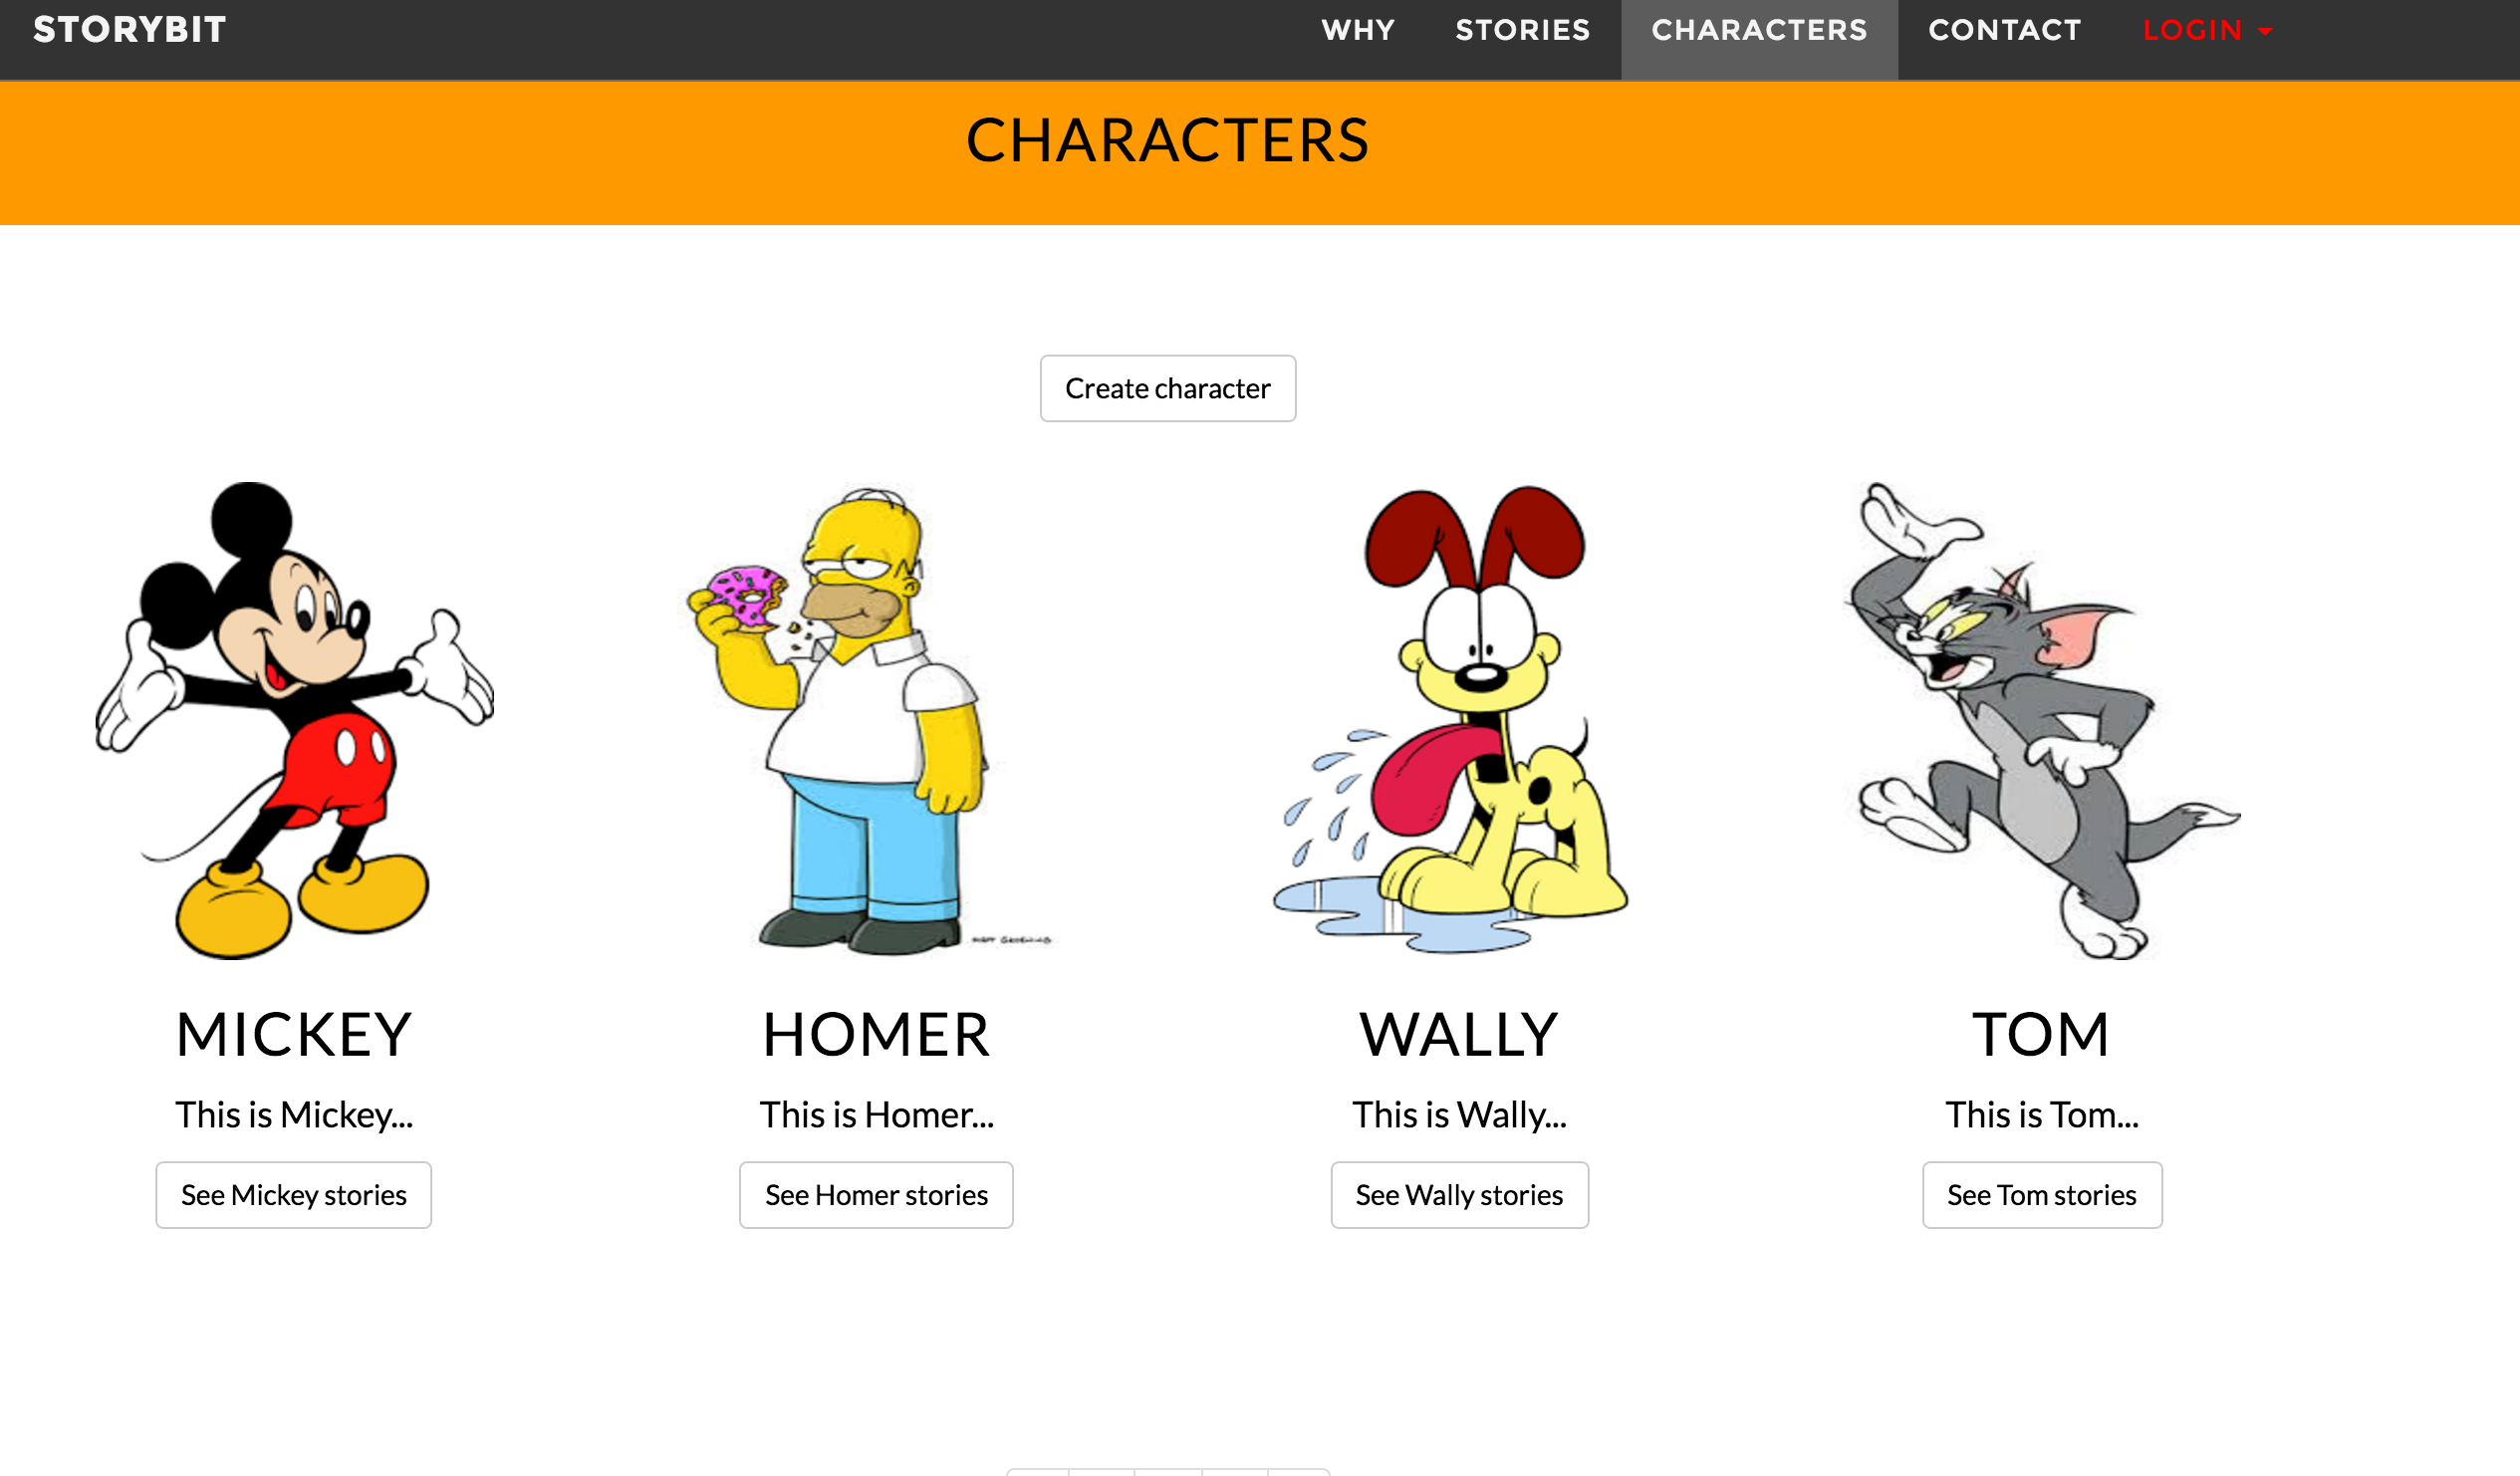 STORYBIT
WHY STORIES CHARACTERS CONTACT LOGIN
CHARACTERS
Create character
MICKEY
This is Mickey...
See Mickey stories
HOMER
This is Homer...
See Homer stories
WALLY
This is Wally...
See Wally stories
TOM
This is Tom...
See Tom stories